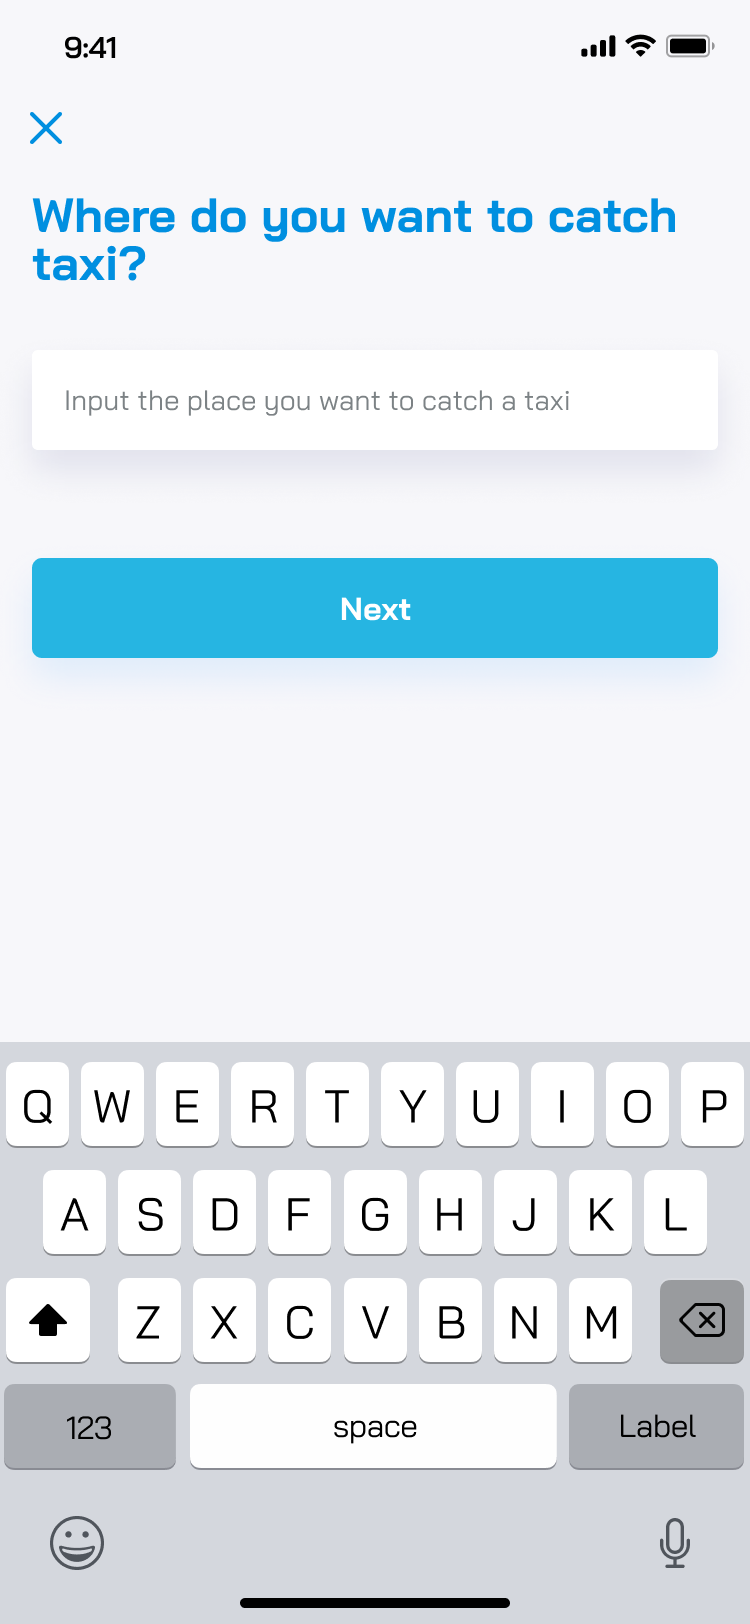 9:41
Where do you want to catch
taxi?
Input the place you want to catch a taxi
Next
Q W E R T Y U I O P
A S D F G H J K L
Z X C V B N M
123 space Label